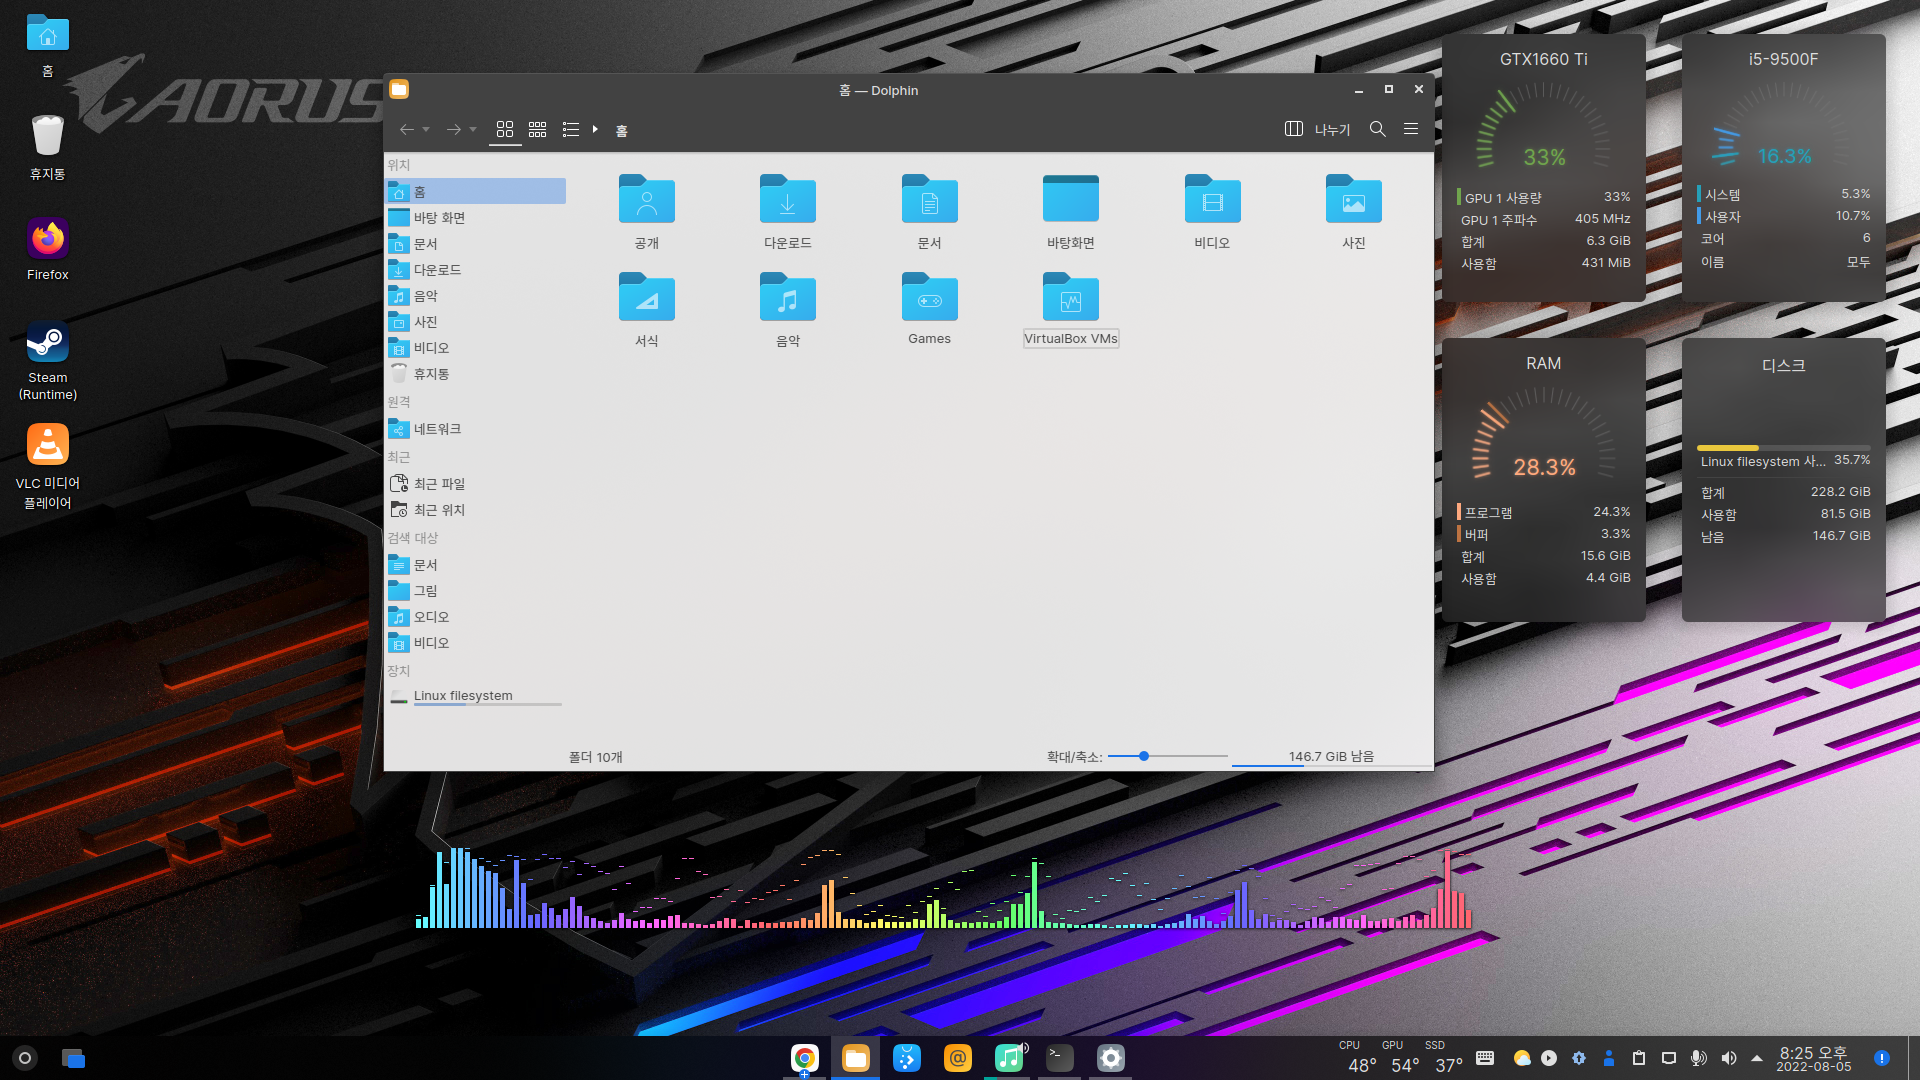 홈
휴지통
Firefox
Steam
(Runtime)
VLC 미디어
플레이어
AORUS
홈 — Dolphin
홈
나누기
위치
홈
바탕 화면
문서
다운로드
음악
사진
비디오
휴지통
원격
네트워크
최근
최근 파일
최근 위치
검색 대상
문서
그림
오디오
비디오
장치
Linux filesystem
공개
다운로드
문서
바탕화면
비디오
사진
서식
음악
Games
VirtualBox VMs
폴더 10개
확대/축소:
146.7 GiB 남음
GTX1660 Ti
33%
GPU 1 사용량 33%
GPU 1 주파수 405 MHz
합계 6.3 GiB
사용함 431 MiB
i5-9500F
16.3%
시스템 5.3%
사용자 10.7%
코어 6
이름 모두
RAM
28.3%
프로그램 24.3%
버퍼 3.3%
합계 15.6 GiB
사용함 4.4 GiB
디스크
Linux filesystem 사... 35.7%
합계 228.2 GiB
사용함 81.5 GiB
남음 146.7 GiB
CPU GPU SSD
48° 54° 37°
8:25 오후
2022-08-05